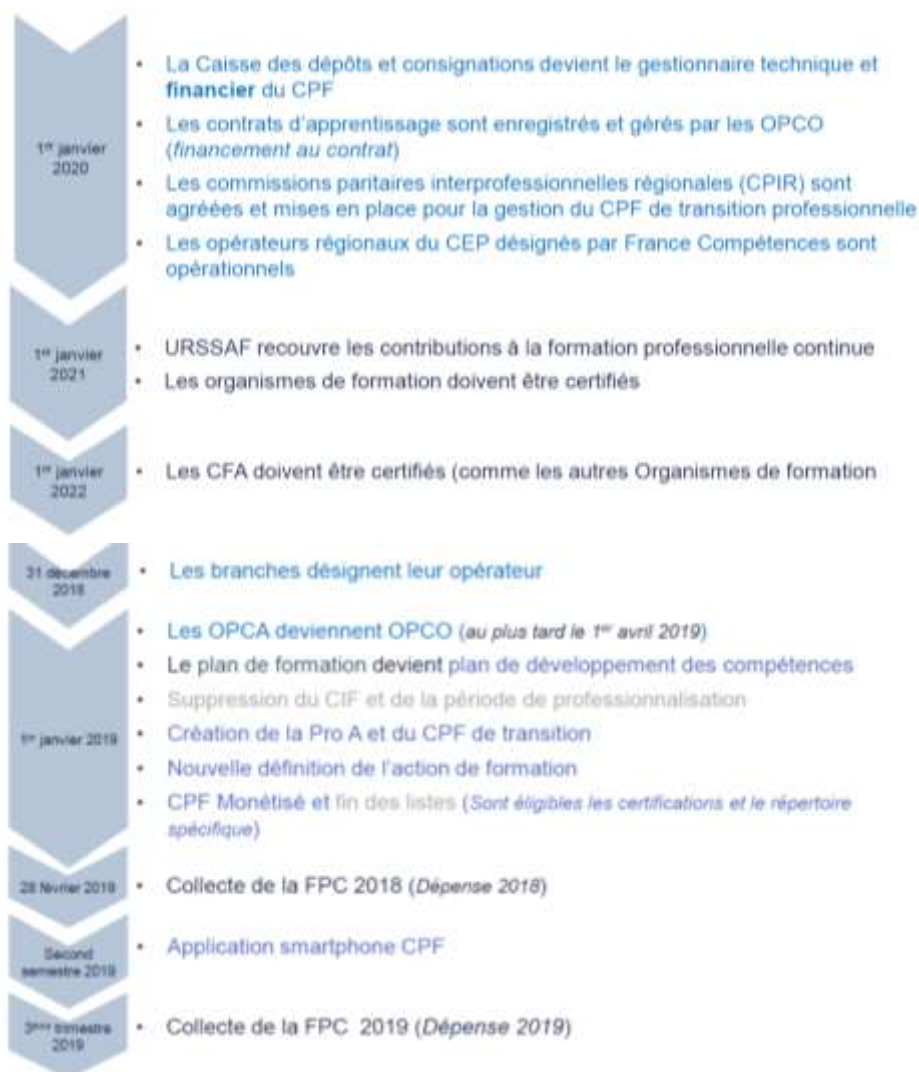 1er janvier
2020
• La Caisse des dépôts et consignations devient le gestionnaire technique et
financier du CPF
• Les contrats d'apprentissage sont enregistrés et gérés par les OPCO
(financement au contrat)
• Les commissions paritaires interprofessionnelles régionales (CPIR) sont
agréées et mises en place pour la gestion du CPF de transition professionnelle
• Les opérateurs régionaux du CEP désignés par France Compétences sont
opérationnels
1er janvier
2021
• URSSAF recouvre les contributions à la formation professionnelle continue
• Les organismes de formation doivent être certifiés
1er janvier
2022
• Les CFA doivent être certifiés (comme les autres Organismes de formation
31 décembre
2018
• Les branches désignent leur opérateur
1er janvier 2019
• Les OPCA deviennent OPCO (au plus tard le 1er avril 2019)
• Le plan de formation devient plan de développement des compétences
• Suppression du CIF et de la période de professionnalisation
• Création de la Pro A et du CPF de transition
• Nouvelle définition de l'action de formation
• CPF Monétisé et fin des listes (Sont éligibles les certifications et le répertoire
spécifique)
28 février 2019
• Collecte de la FPC 2018 (Dépense 2018)
Second
semestre 2019
• Application smartphone CPF
3ème trimestre
2019
• Collecte de la FPC 2019 (Dépense 2019)